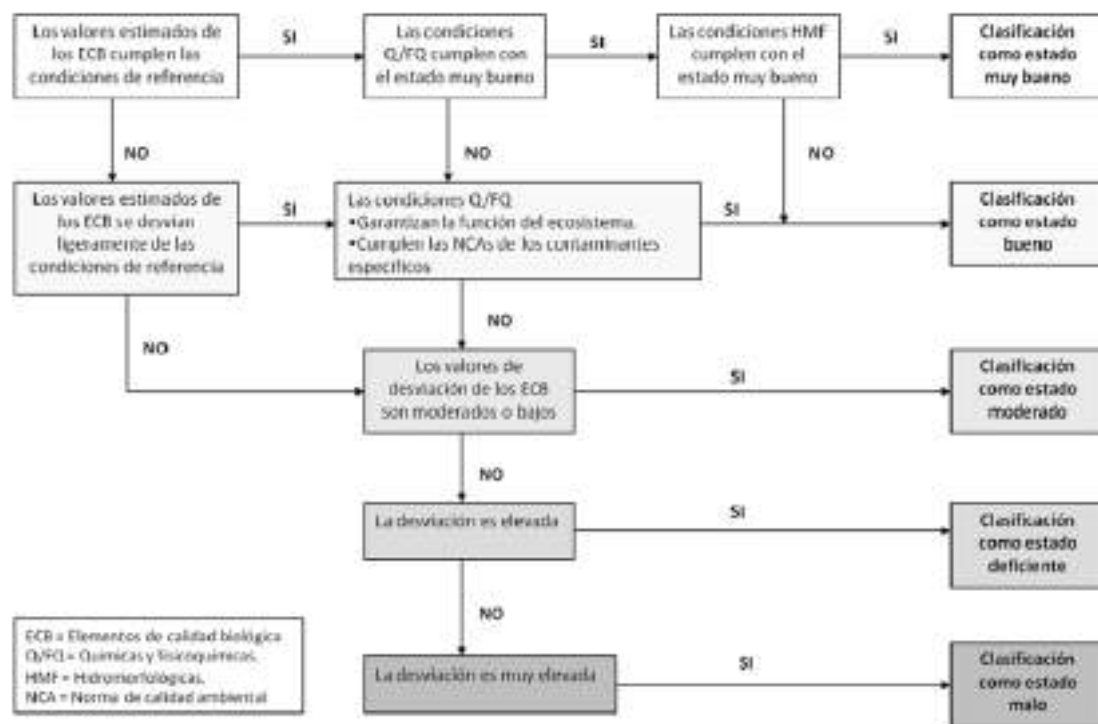 Los valores estimados de
los ECB cumplen las
condiciones de referencia
SI
Las condiciones
Q/FQ cumplen con
el estado muy bueno
SI
Las condiciones HMF
cumplen con el
estado muy bueno
SI
Clasificación
como estado
muy bueno
NO
NO
NO
Los valores estimados de
los ECB se desvían
ligeramente de las
condiciones de referencia
SI
Las condiciones Q/FQ
•Garantizan la función del ecosistema.
•Cumplen las NCAs de los contaminantes
específicos
SI
Clasificación
como estado
bueno
NO
NO
Los valores de
desviación de los ECB
son moderados o bajos
SI
Clasificación
como estado
moderado
NO
La desviación es elevada
SI
Clasificación
como estado
deficiente
NO
La desviación es muy elevada
SI
Clasificación
como estado
malo
ECB = Elementos de calidad biológica
Q/FQ = Químicas y fisicoquímicas.
HMF = Hidromorfológicas.
NCA = Norma de calidad ambiental